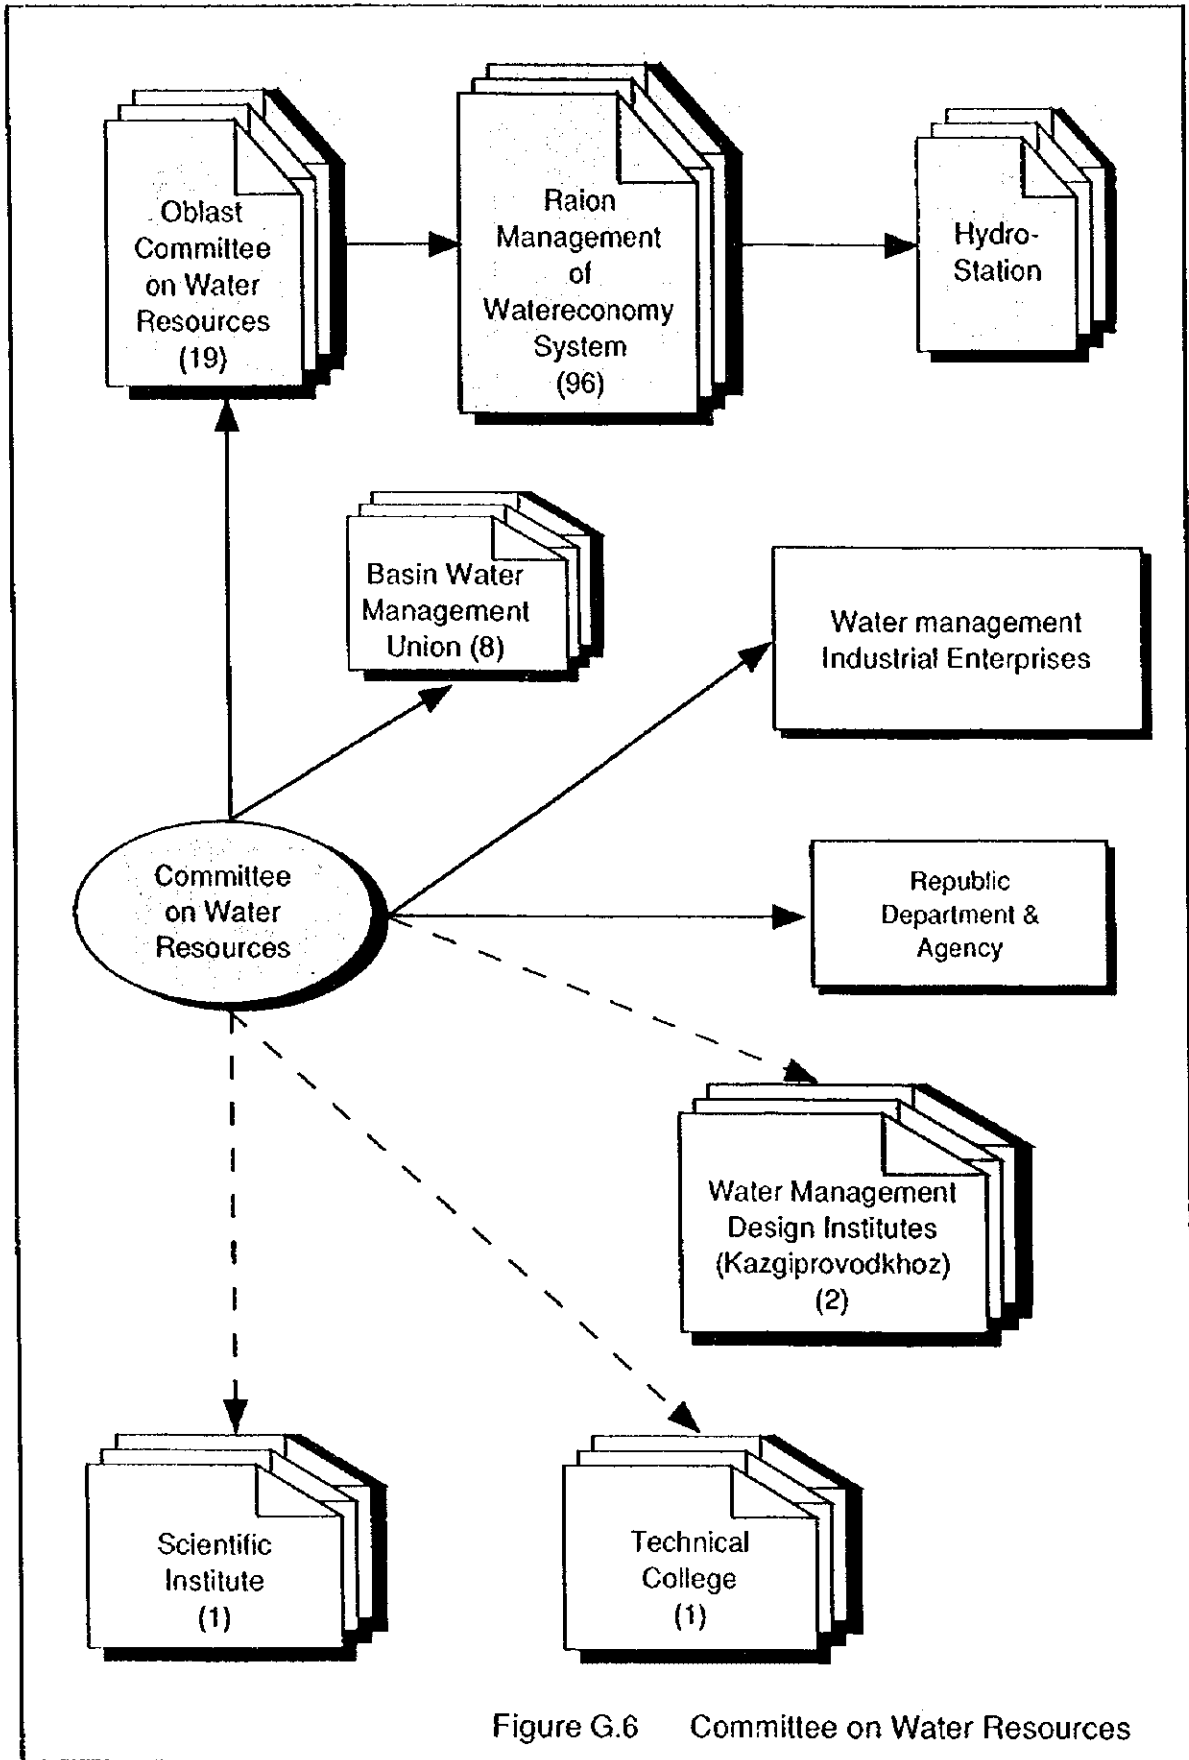 Oblast
Committee
on Water
Resources
(19)
Raion
Management
of
Watereconomy
System
(96)
Hydro-
Station
Basin Water
Management
Union (8)
Water management
Industrial Enterprises
Committee
on Water
Resources
Republic
Department &
Agency
Water Management
Design Institutes
(Kazgiprovodkhoz)
(2)
Scientific
Institute
(1)
Technical
College
(1)
Figure G.6 Committee on Water Resources